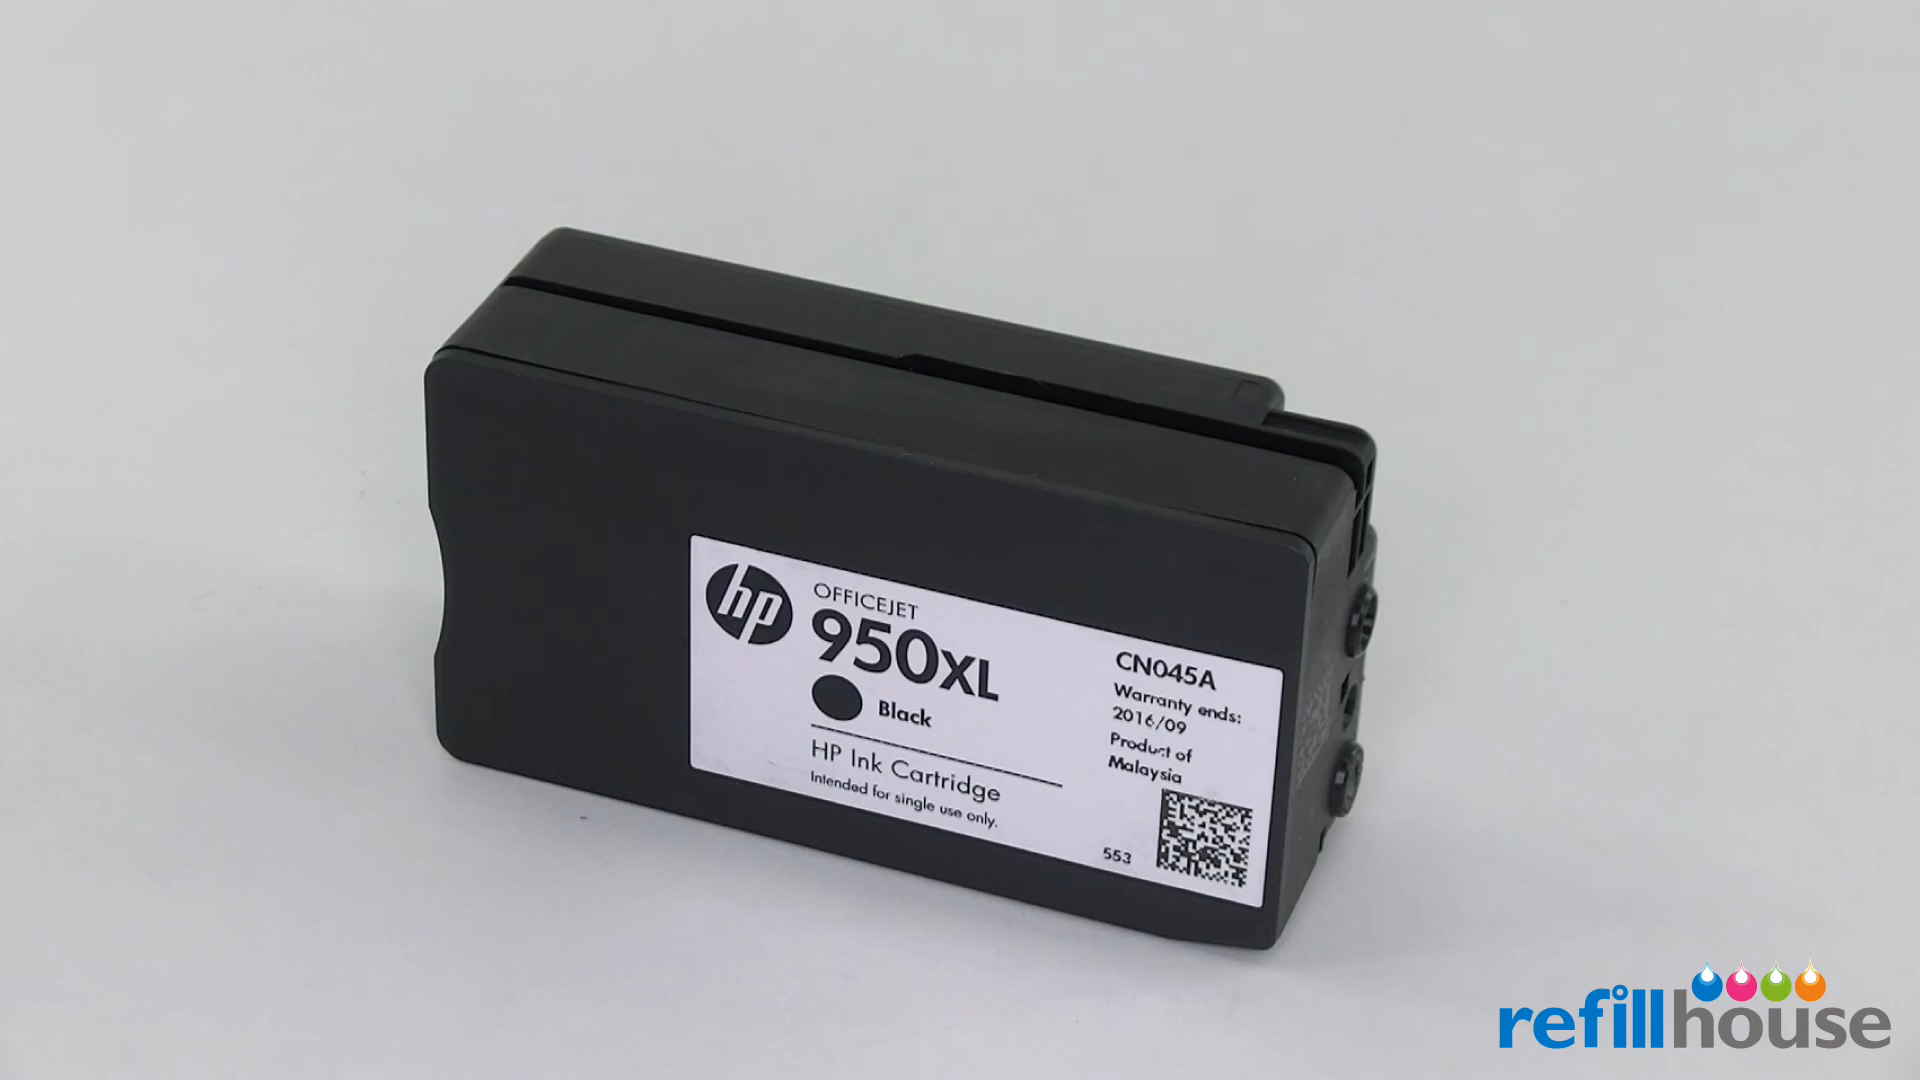 hp
OFFICEJET
950XL
Black
HP Ink Cartridge
Intended for single use only.
CN045A
Warranty ends:
2016/09
Product of
Malaysia
553
refillhouse